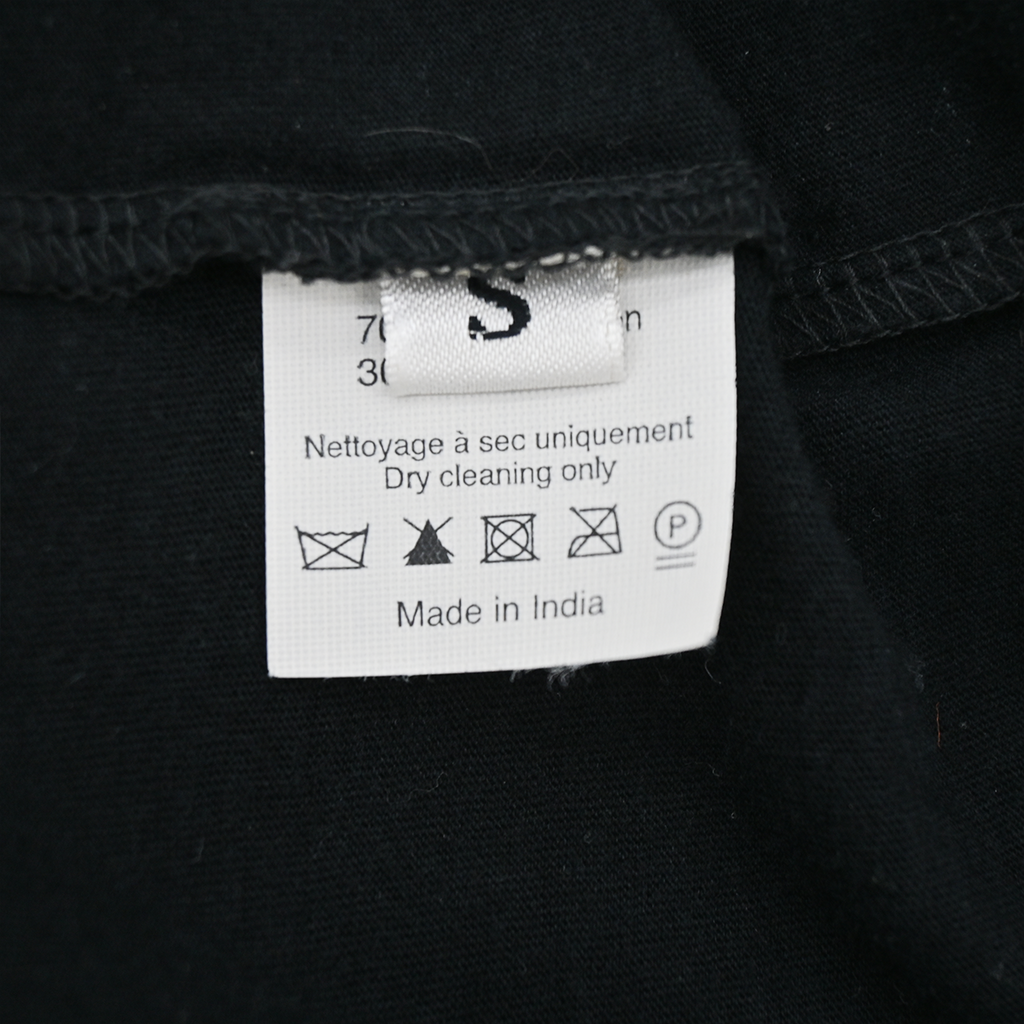 S
Nettoyage à sec uniquement
Dry cleaning only
P
Made in India